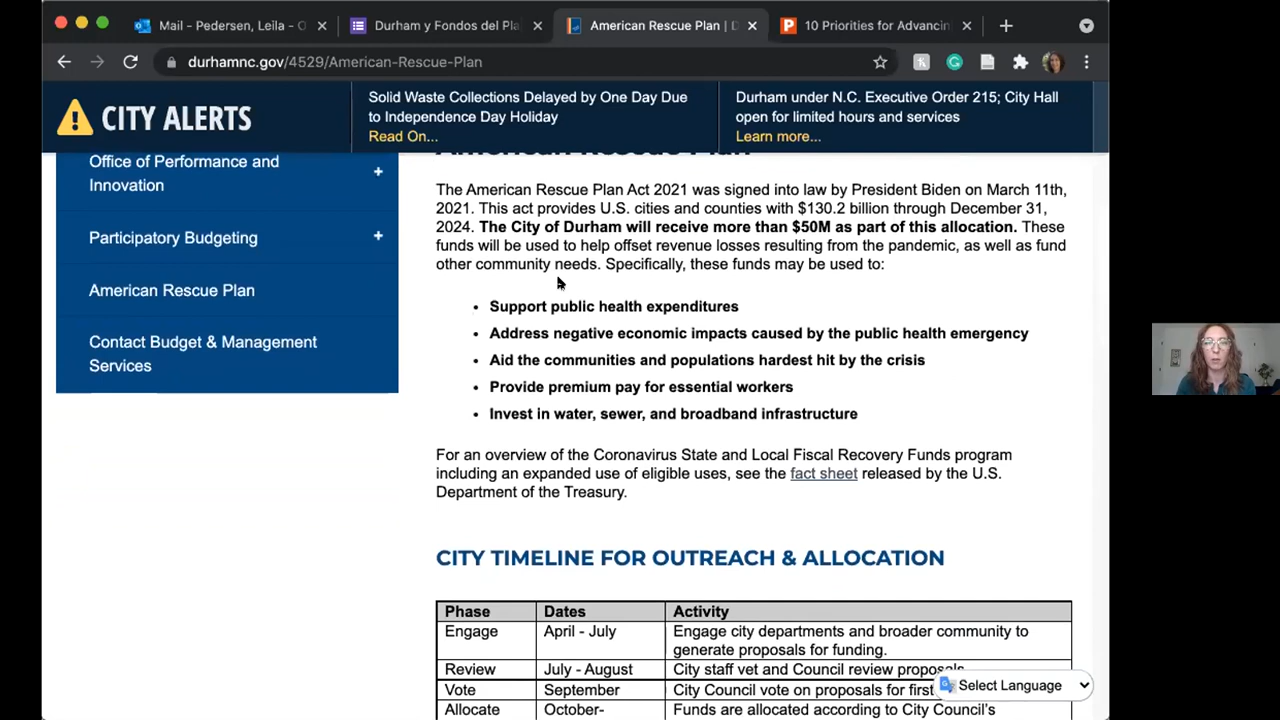 Mail - Pedersen, Leila - O
Durham y Fondos del Pla
American Rescue Plan | D
10 Priorities for Advancin
durhamnc.gov/4529/American-Rescue-Plan
CITY ALERTS
Solid Waste Collections Delayed by One Day Due
to Independence Day Holiday
Read On...
Durham under N.C. Executive Order 215; City Hall
open for limited hours and services
Learn more...
Office of Performance and
Innovation
Participatory Budgeting
American Rescue Plan
Contact Budget & Management
Services
American Rescue Plan
The American Rescue Plan Act 2021 was signed into law by President Biden on March 11th,
2021. This act provides U.S. cities and counties with $130.2 billion through December 31,
2024. The City of Durham will receive more than $50M as part of this allocation. These
funds will be used to help offset revenue losses resulting from the pandemic, as well as fund
other community needs. Specifically, these funds may be used to:
• Support public health expenditures
• Address negative economic impacts caused by the public health emergency
• Aid the communities and populations hardest hit by the crisis
• Provide premium pay for essential workers
• Invest in water, sewer, and broadband infrastructure
For an overview of the Coronavirus State and Local Fiscal Recovery Funds program
including an expanded use of eligible uses, see the fact sheet released by the U.S.
Department of the Treasury.
CITY TIMELINE FOR OUTREACH & ALLOCATION
Phase Dates Activity
Engage April - July Engage city departments and broader community to
generate proposals for funding.
Review July - August City staff vet and Council review proposals.
Vote September City Council vote on proposals for first
Allocate October- Funds are allocated according to City Council's
Select Language